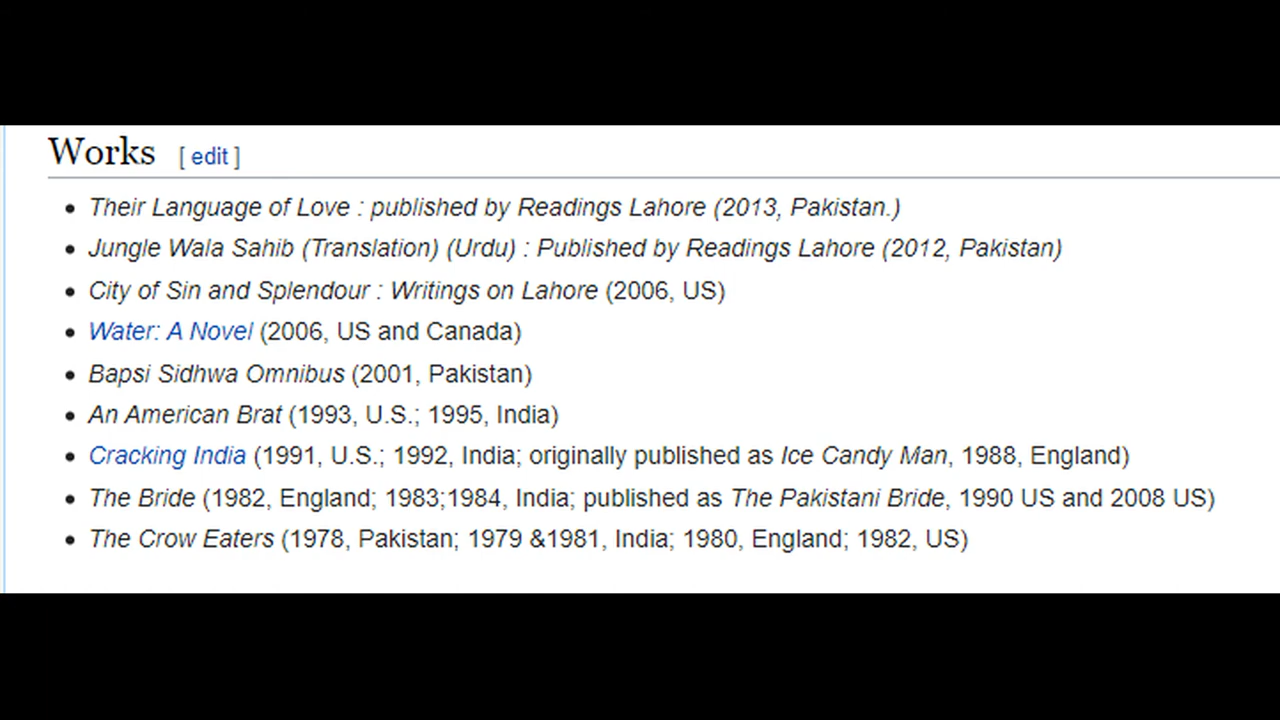 Works [ edit ]
• Their Language of Love : published by Readings Lahore (2013, Pakistan.)
• Jungle Wala Sahib (Translation) (Urdu) : Published by Readings Lahore (2012, Pakistan)
• City of Sin and Splendour : Writings on Lahore (2006, US)
• Water: A Novel (2006, US and Canada)
• Bapsi Sidhwa Omnibus (2001, Pakistan)
• An American Brat (1993, U.S.; 1995, India)
• Cracking India (1991, U.S.; 1992, India; originally published as Ice Candy Man, 1988, England)
• The Bride (1982, England; 1983;1984, India; published as The Pakistani Bride, 1990 US and 2008 US)
• The Crow Eaters (1978, Pakistan; 1979 &1981, India; 1980, England; 1982, US)